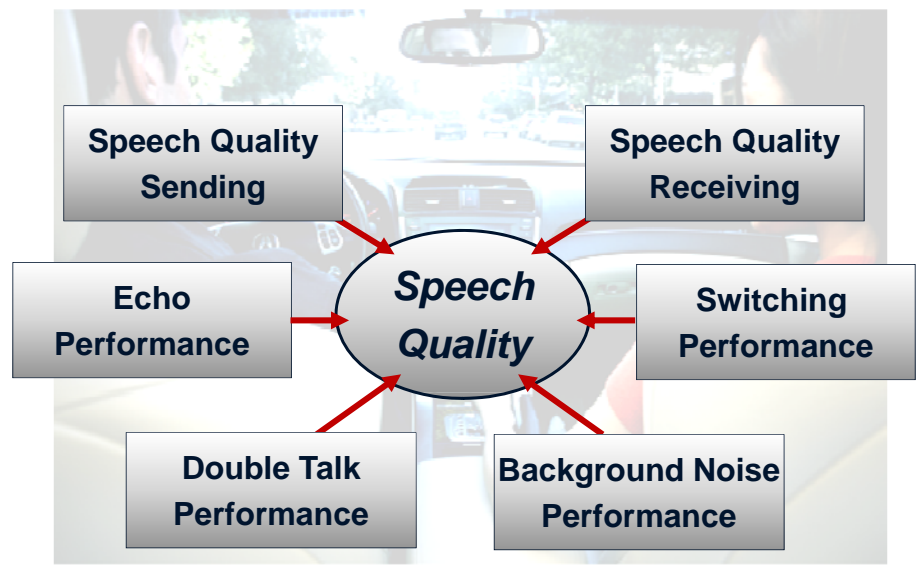 Speech Quality
Sending
Speech Quality
Receiving
Speech
Quality
Echo
Performance
Switching
Performance
Double Talk
Performance
Background Noise
Performance